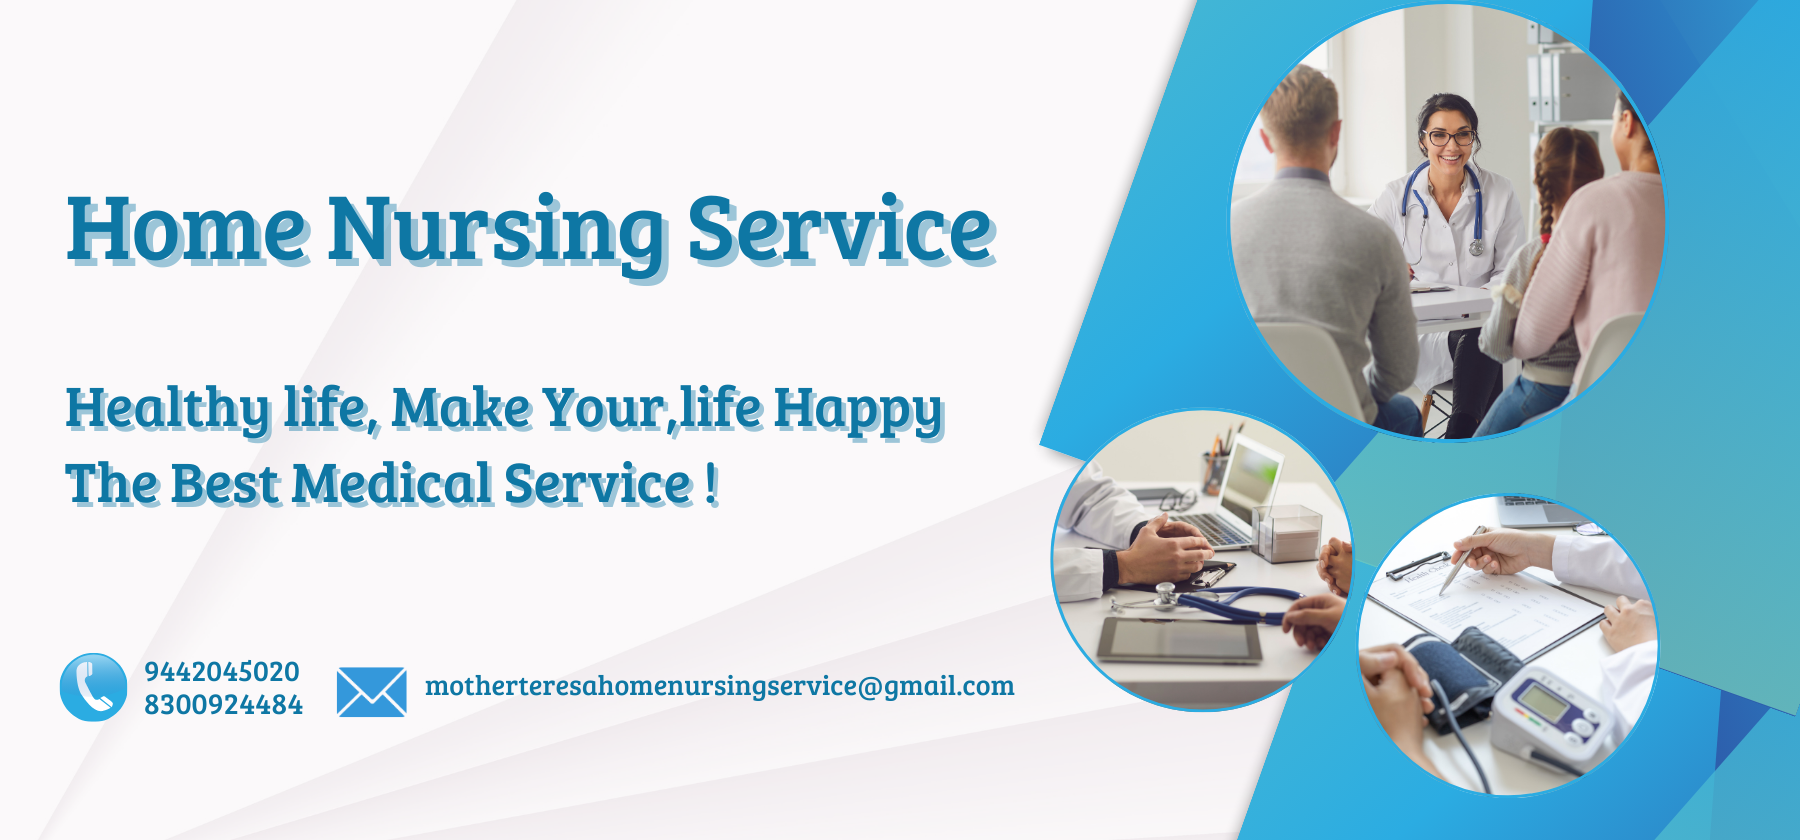 Home Nursing Service
Healthy life, Make Your,life Happy
The Best Medical Service !
9442045020
8300924484
motherteresahomenursingservice@gmail.com